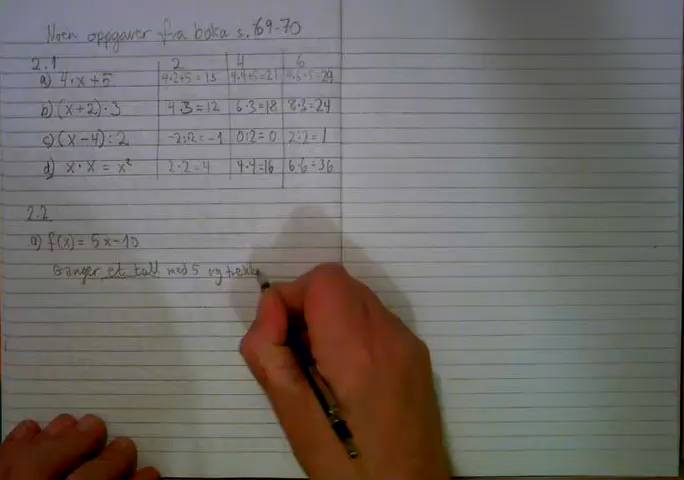 Noen oppgaver fra boka s. 69-70
2.1 2 4 6
a) 4·x+5 4·2+5=13 4·4+5=21 4·6+5=29
b) (x+2)·3 4·3=12 6·3=18 8·3=24
c) (x-4):2 -2:2=-1 0:2=0 2:2=1
d) x·x = x² 2·2=4 4·4=16 6·6=36
2.2
a) f(x) = 5x-10
Ganger et tall med 5 og trekke